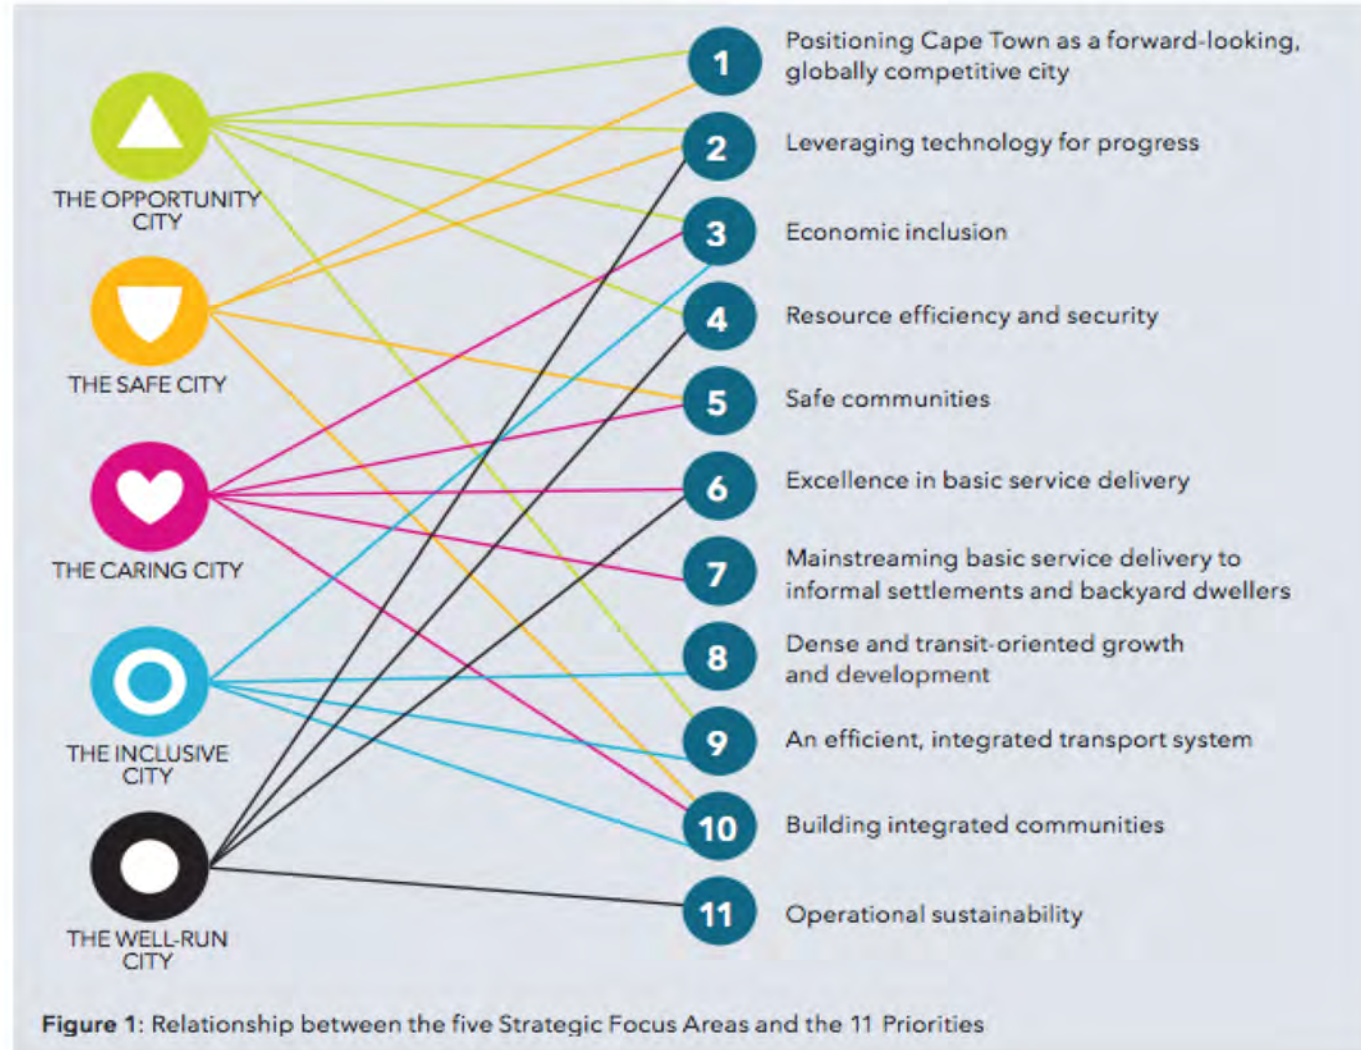 1
Positioning Cape Town as a forward-looking,
globally competitive city
THE OPPORTUNITY
CITY
2
Leveraging technology for progress
3
Economic inclusion
THE SAFE CITY
4
Resource efficiency and security
5
Safe communities
THE CARING CITY
6
Excellence in basic service delivery
7
Mainstreaming basic service delivery to
informal settlements and backyard dwellers
THE INCLUSIVE
CITY
8
Dense and transit-oriented growth
and development
9
An efficient, integrated transport system
THE WELL-RUN
CITY
10
Building integrated communities
11
Operational sustainability
Figure 1: Relationship between the five Strategic Focus Areas and the 11 Priorities